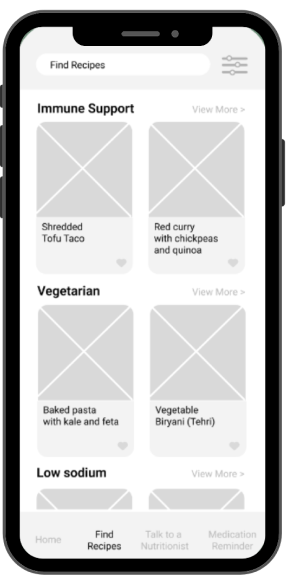 Find Recipes
Immune Support View More >
Shredded
Tofu Taco
Red curry
with chickpeas
and quinoa
Vegetarian View More >
Baked pasta
with kale and feta
Vegetable
Biryani (Tehri)
Low sodium View More >
Home
Find
Recipes
Talk to a
Nutritionist
Medication
Reminder